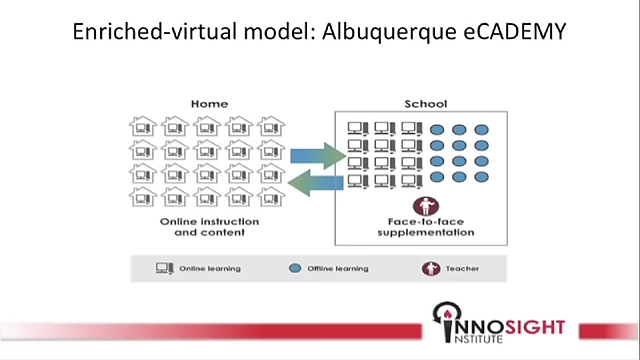 Enriched-virtual model: Albuquerque eCADEMY
Home
School
Online instruction
and content
Face-to-face
supplementation
Online learning
Offline learning
Teacher
INNOSIGHT
INSTITUTE